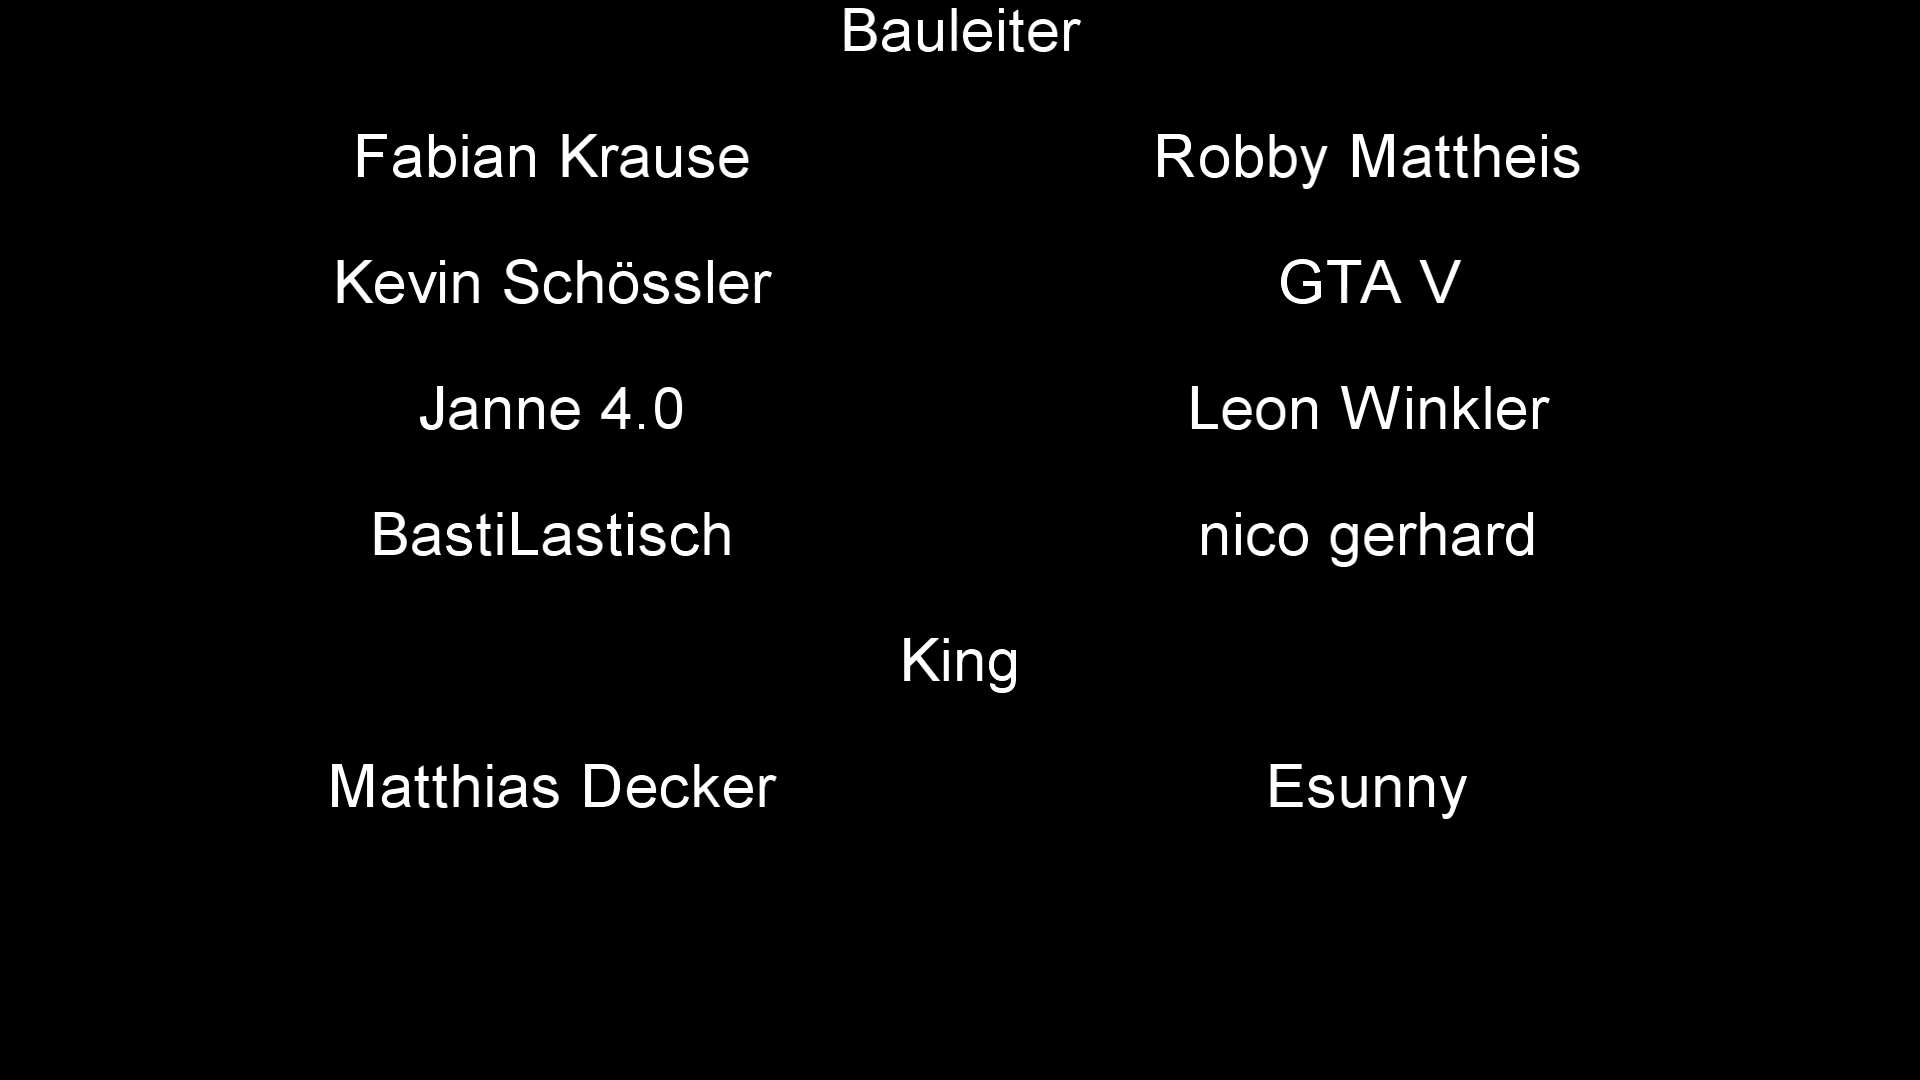 Bauleiter
Fabian Krause Robby Mattheis
Kevin Schössler GTA V
Janne 4.0 Leon Winkler
BastiLastisch nico gerhard
King
Matthias Decker Esunny